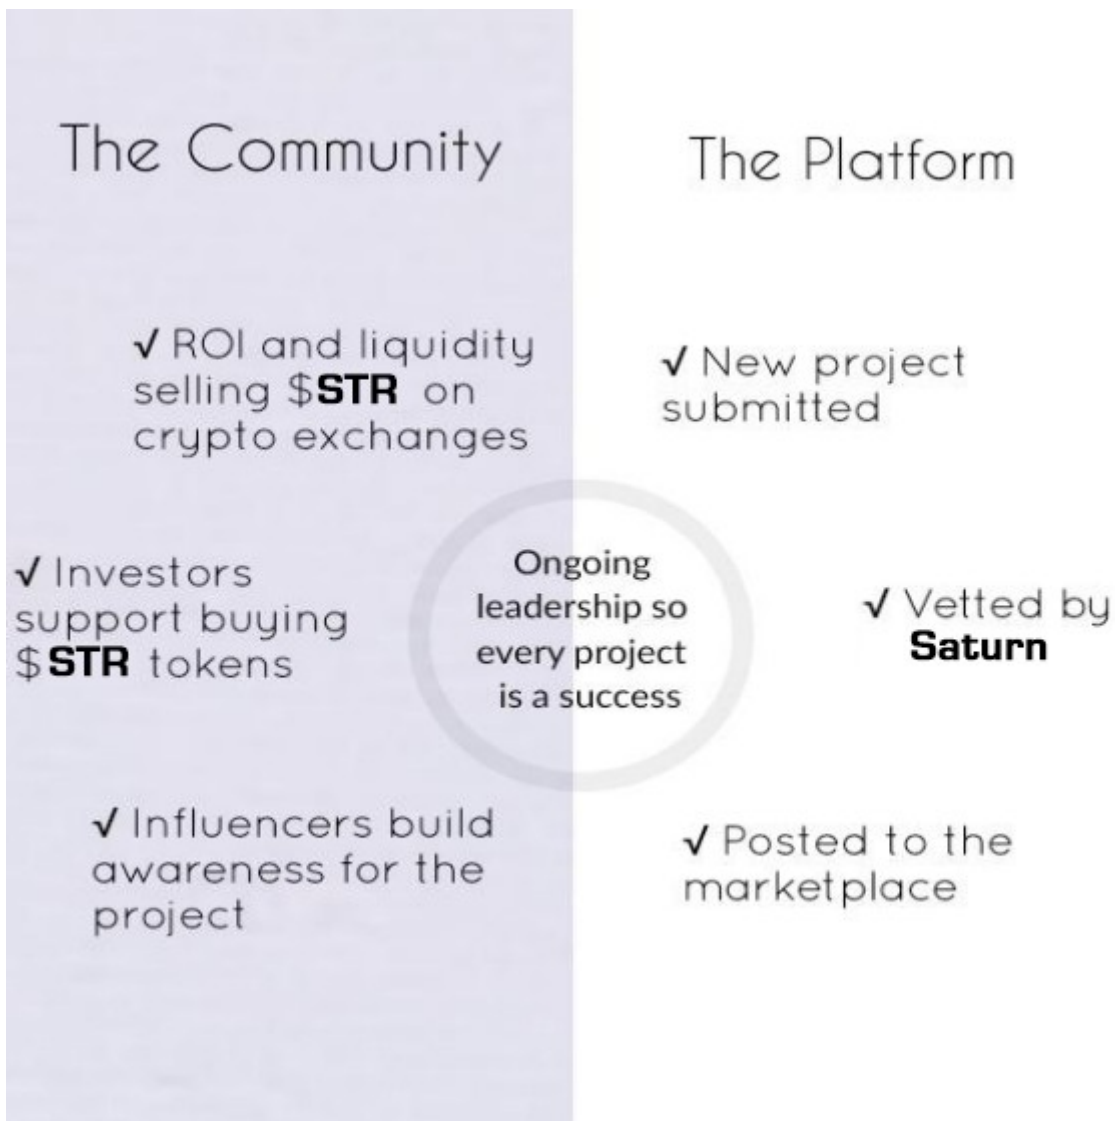 The Community
√ ROI and liquidity
selling $STR on
crypto exchanges
√ Investors
support buying
$STR tokens
√ Influencers build
awareness for the
project
Ongoing
leadership so
every project
is a success
The Platform
√ New project
submitted
√ Vetted by
Saturn
√ Posted to the
marketplace